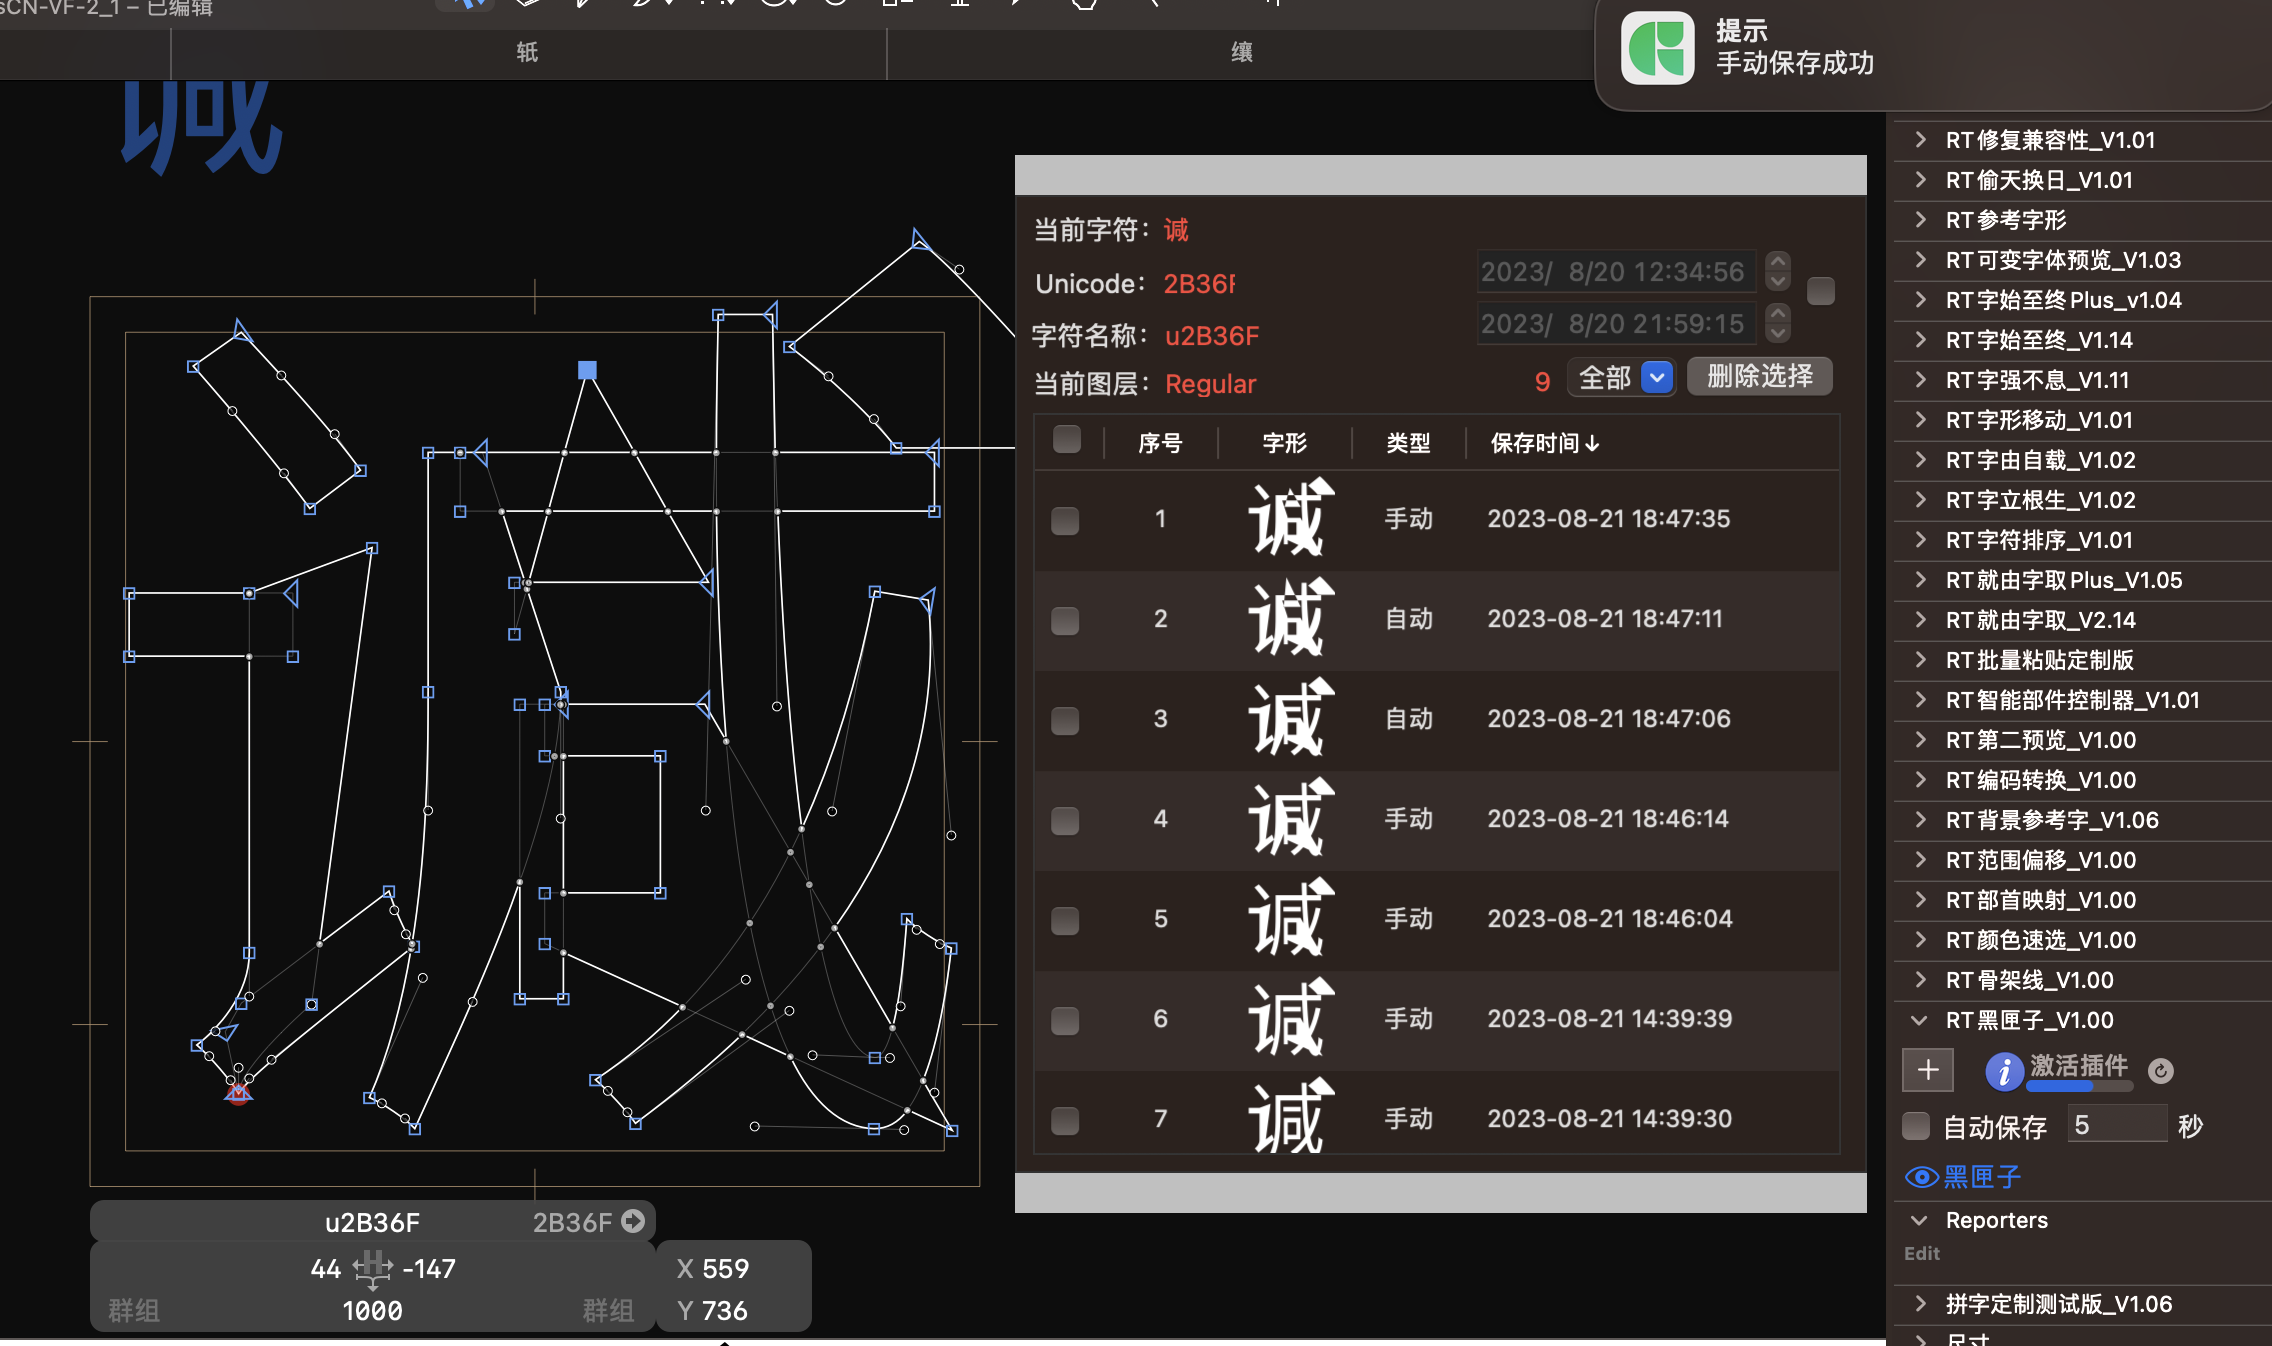 sCN-VF-2_1 – 已编辑
轧
缞
提示
手动保存成功
当前字符：
Unicode：2B36F
字符名称：u2B36F
当前图层：Regular
2023/ 8/20 12:34:56
2023/ 8/20 21:59:15
9 全部 删除选择
序号 字形 类型 保存时间↓
1 手动 2023-08-21 18:47:35
2 自动 2023-08-21 18:47:11
3 自动 2023-08-21 18:47:06
4 手动 2023-08-21 18:46:14
5 手动 2023-08-21 18:46:04
6 手动 2023-08-21 14:39:39
7 手动 2023-08-21 14:39:30
u2B36F 2B36F
44 -147
群组 1000 群组
X 559
Y 736
RT修复兼容性_V1.01
RT偷天换日_V1.01
RT参考字形
RT可变字体预览_V1.03
RT字始至终Plus_v1.04
RT字始至终_V1.14
RT字强不息_V1.11
RT字形移动_V1.01
RT字由自载_V1.02
RT字立根生_V1.02
RT字符排序_V1.01
RT就由字取Plus_V1.05
RT就由字取_V2.14
RT批量粘贴定制版
RT智能部件控制器_V1.01
RT第二预览_V1.00
RT编码转换_V1.00
RT背景参考字_V1.06
RT范围偏移_V1.00
RT部首映射_V1.00
RT颜色速选_V1.00
RT骨架线_V1.00
RT黑匣子_V1.00
激活插件
自动保存 5 秒
黑匣子
Reporters
Edit
拼字定制测试版_V1.06
尺寸